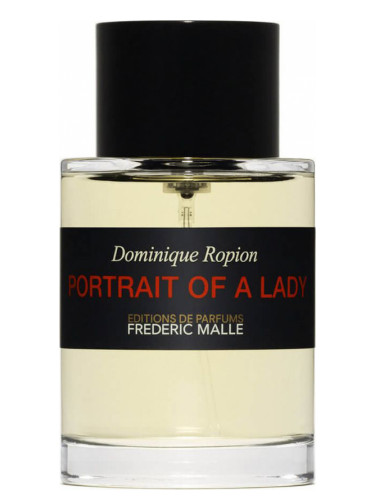 Dominique Ropion
PORTRAIT OF A LADY
EDITIONS DE PARFUMS
FREDERIC MALLE